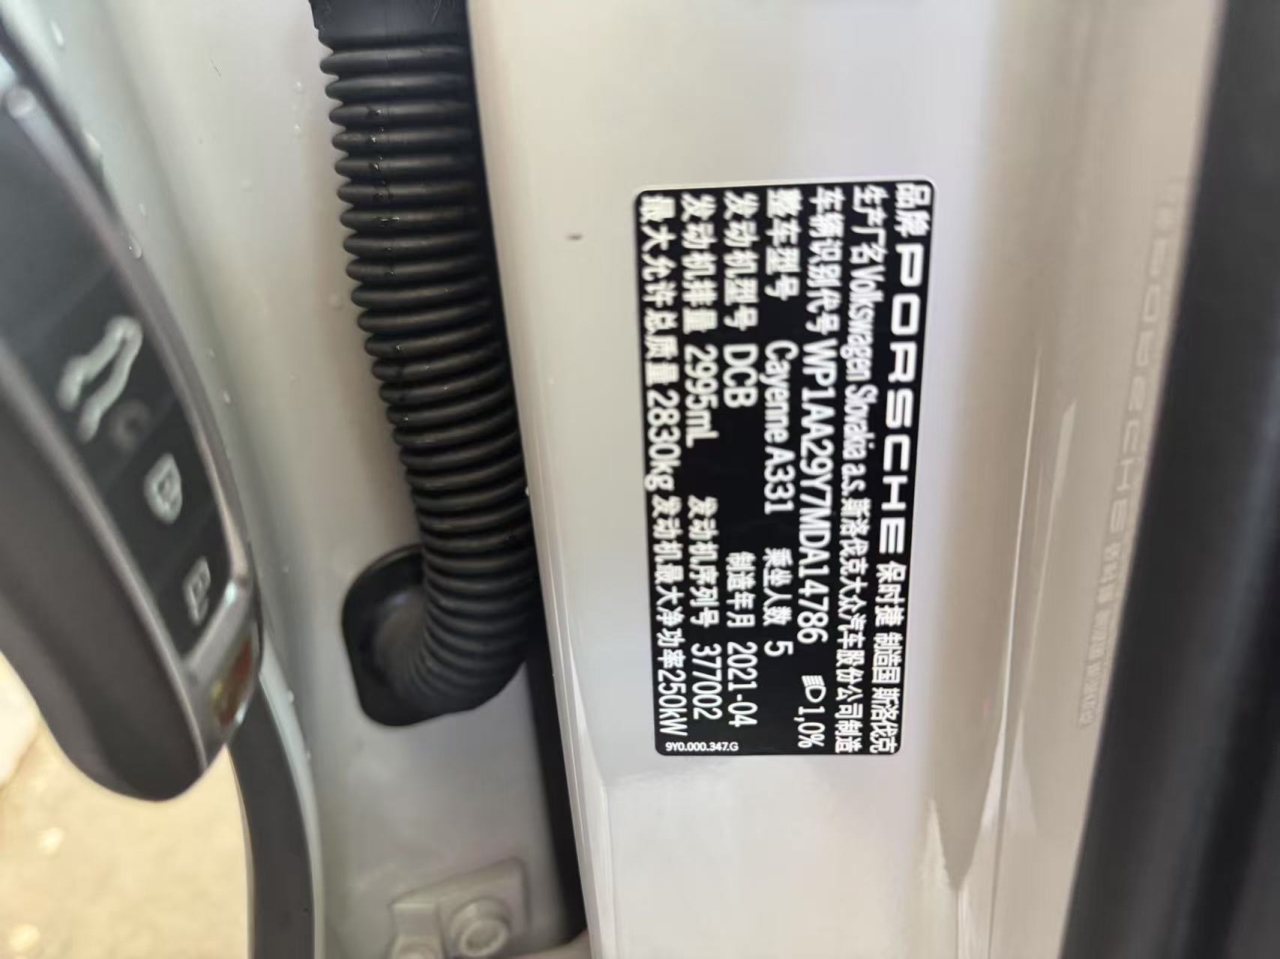 品牌 PORSCHE 保时捷 制造国 斯洛伐克
生产厂名 Volkswagen Slovakia a.s. 斯洛伐克大众汽车股份公司制造
车辆识别代号 WP1AA29Y7MDA14786 1,0%
整车型号 Cayenne A331 乘坐人数 5
发动机型号 DCB 制造年月 2021-04
发动机排量 2995mL 发动机序列号 377002
最大允许总质量 2830kg 发动机最大净功率 250kW
9Y0.000.347.G